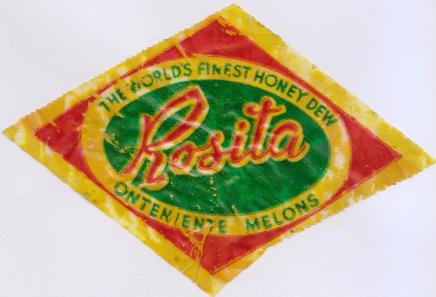 THE WORLD'S FINEST HONEY DEW
Rosita
ONTENIENTE MELONS